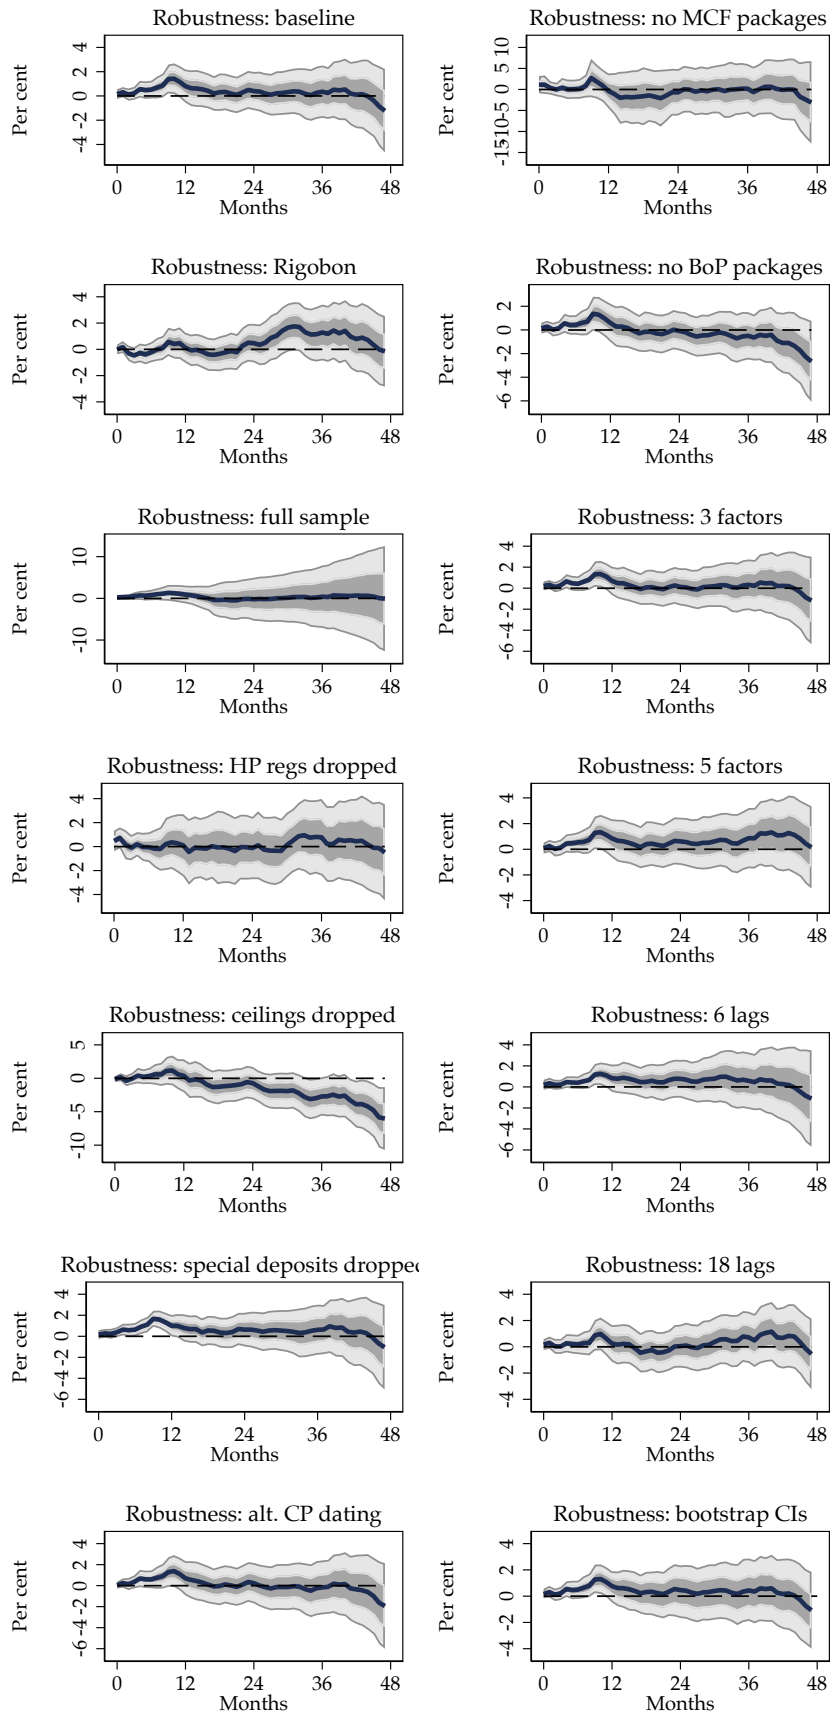 Robustness: baseline
Per cent
4
2
0
-2
-4
0 12 24 36 48
Months
Robustness: no MCF packages
Per cent
10
5
0
-5
-10
-15
0 12 24 36 48
Months
Robustness: Rigobon
Per cent
4
2
0
-2
-4
0 12 24 36 48
Months
Robustness: no BoP packages
Per cent
2
0
-2
-4
-6
0 12 24 36 48
Months
Robustness: full sample
Per cent
10
0
-10
0 12 24 36 48
Months
Robustness: 3 factors
Per cent
4
2
0
-2
-4
-6
0 12 24 36 48
Months
Robustness: HP regs dropped
Per cent
4
2
0
-2
-4
0 12 24 36 48
Months
Robustness: 5 factors
Per cent
4
2
0
-2
-4
0 12 24 36 48
Months
Robustness: ceilings dropped
Per cent
5
0
-5
-10
0 12 24 36 48
Months
Robustness: 6 lags
Per cent
4
2
0
-2
-4
-6
0 12 24 36 48
Months
Robustness: special deposits droppe
Per cent
4
2
0
-2
-4
-6
0 12 24 36 48
Months
Robustness: 18 lags
Per cent
4
2
0
-2
-4
0 12 24 36 48
Months
Robustness: alt. CP dating
Per cent
4
2
0
-2
-4
-6
0 12 24 36 48
Months
Robustness: bootstrap CIs
Per cent
4
2
0
-2
-4
0 12 24 36 48
Months